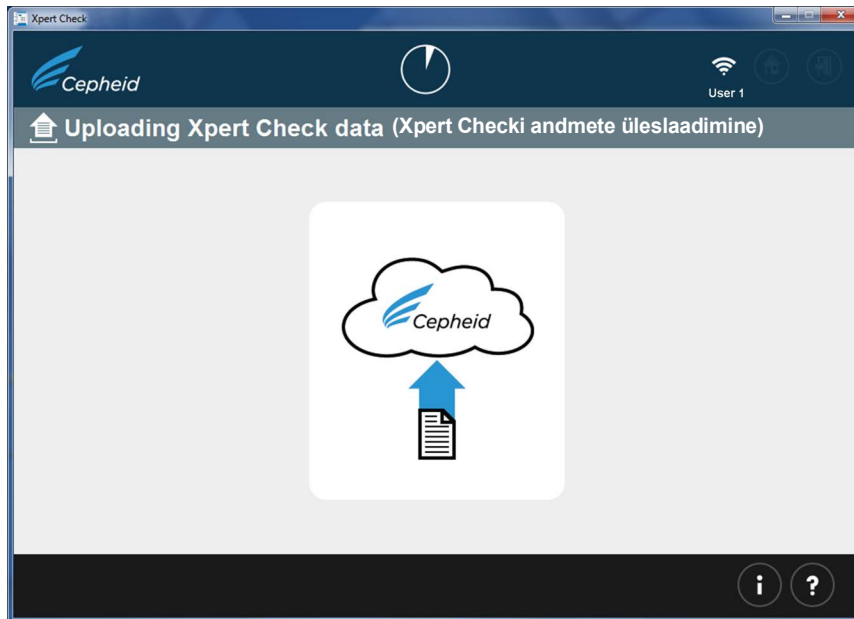 Xpert Check
Cepheid
User 1
Uploading Xpert Check data (Xpert Checki andmete üleslaadimine)
Cepheid
i ?